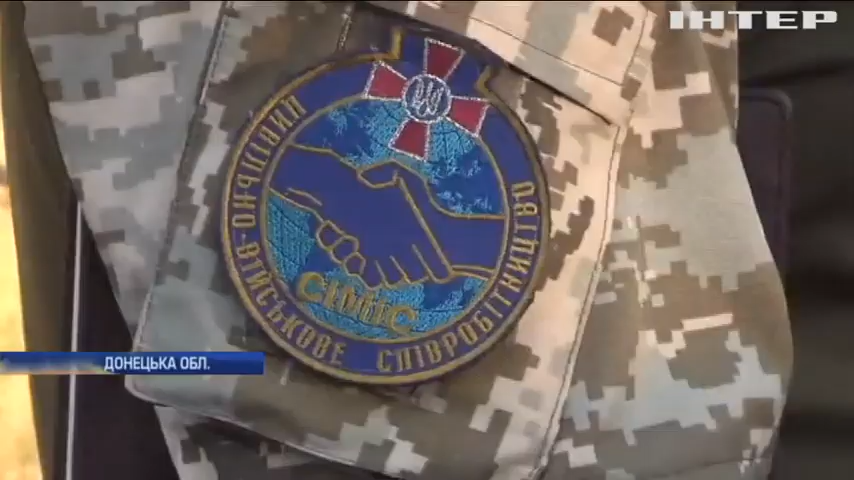 ІНТЕР
ЦИВІЛЬНО-ВІЙСЬКОВЕ СПІВРОБІТНИЦТВО
CIMIC
ДОНЕЦЬКА ОБЛ.